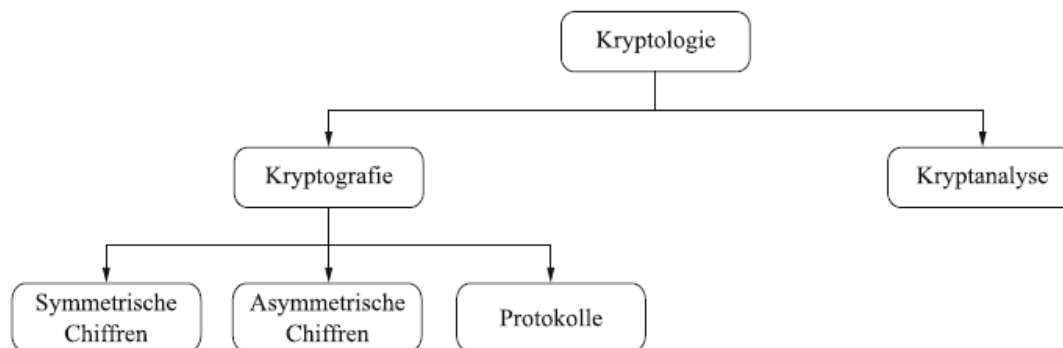 Kryptologie
Kryptografie
Kryptanalyse
Symmetrische
Chiffren
Asymmetrische
Chiffren
Protokolle